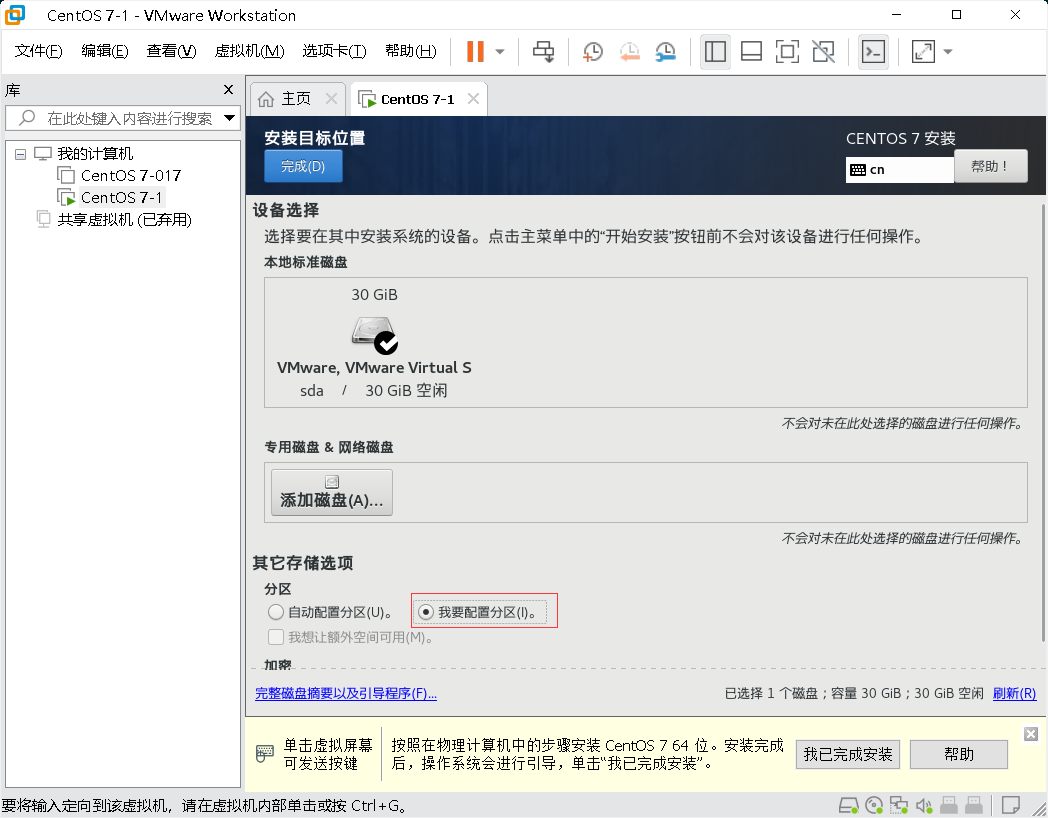 CentOS 7-1 - VMware Workstation
文件(F) 编辑(E) 查看(V) 虚拟机(M) 选项卡(T) 帮助(H)
库
在此处键入内容进行搜索
我的计算机
CentOS 7-017
CentOS 7-1
共享虚拟机 (已弃用)
主页 CentOS 7-1
安装目标位置
完成(D)
CENTOS 7 安装
cn
帮助！
设备选择
选择要在其中安装系统的设备。点击主菜单中的“开始安装”按钮前不会对该设备进行任何操作。
本地标准磁盘
30 GiB
VMware, VMware Virtual S
sda / 30 GiB 空闲
不会对未在此处选择的磁盘进行任何操作。
专用磁盘 & 网络磁盘
添加磁盘(A)...
不会对未在此处选择的磁盘进行任何操作。
其它存储选项
分区
自动配置分区(U)。 我要配置分区(I)。
我想让额外空间可用(M)。
加密
完整磁盘摘要以及引导程序(F)... 已选择 1 个磁盘；容量 30 GiB；30 GiB 空闲 刷新(R)
单击虚拟屏幕
可发送按键
按照在物理计算机中的步骤安装 CentOS 7 64 位。安装完成
后，操作系统会进行引导，单击“我已完成安装”。
我已完成安装 帮助
要将输入定向到该虚拟机，请在虚拟机内部单击或按 Ctrl+G。